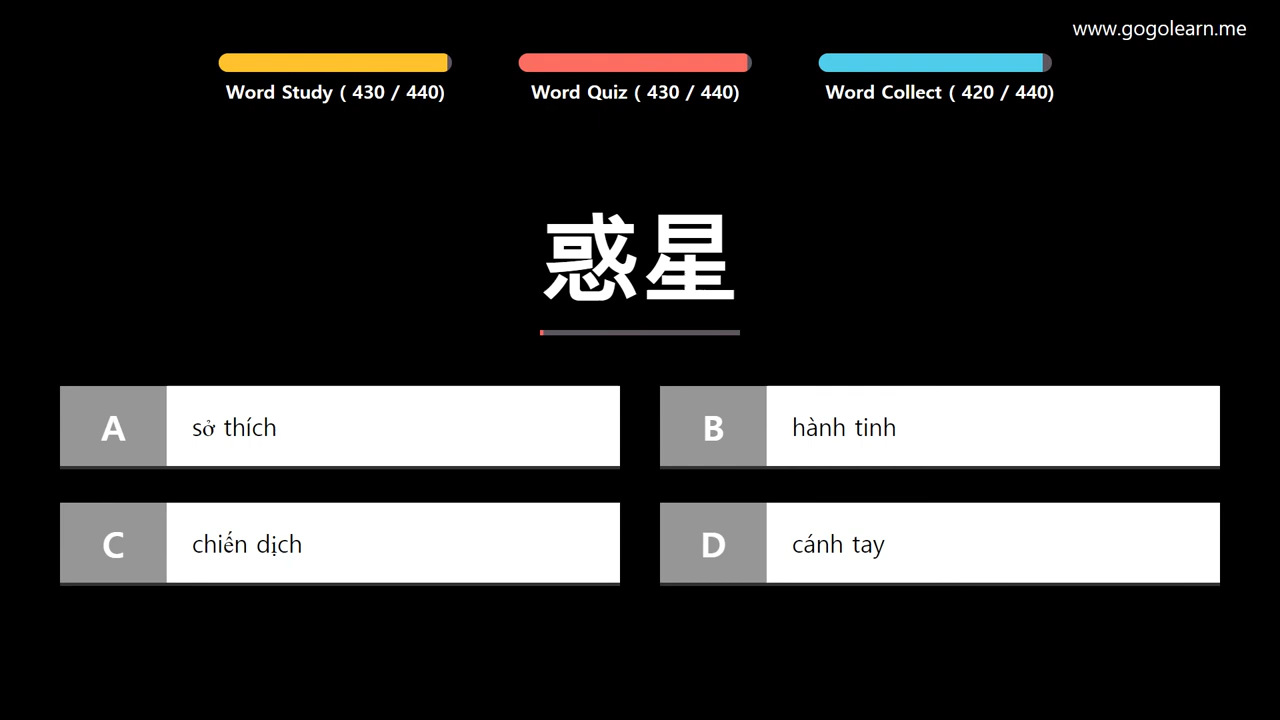 www.gogolearn.me
Word Study ( 430 / 440)
Word Quiz ( 430 / 440)
Word Collect ( 420 / 440)
惑星
A sở thích
B hành tinh
C chiến dịch
D cánh tay